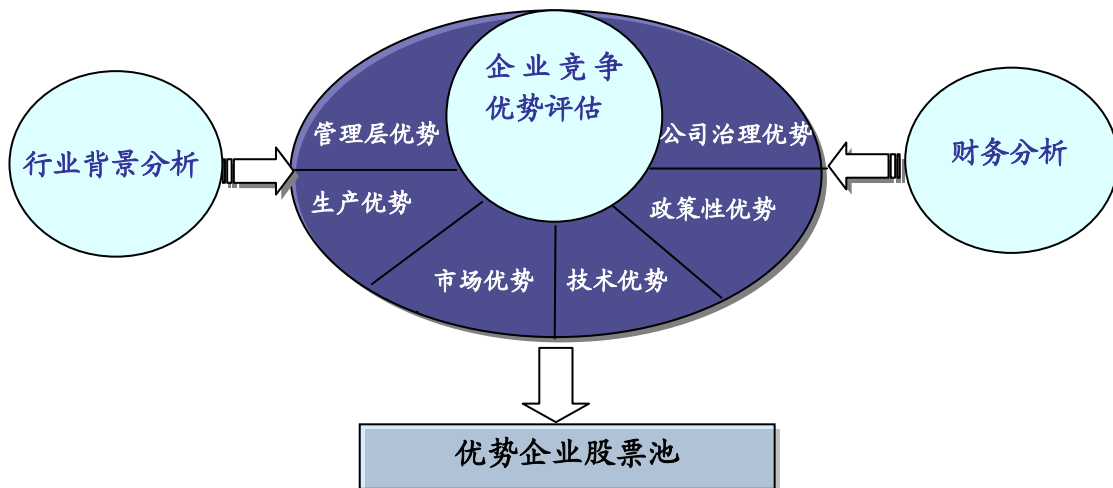 企业竞争
优势评估
管理层优势
公司治理优势
行业背景分析
财务分析
生产优势
政策性优势
市场优势
技术优势
优势企业股票池